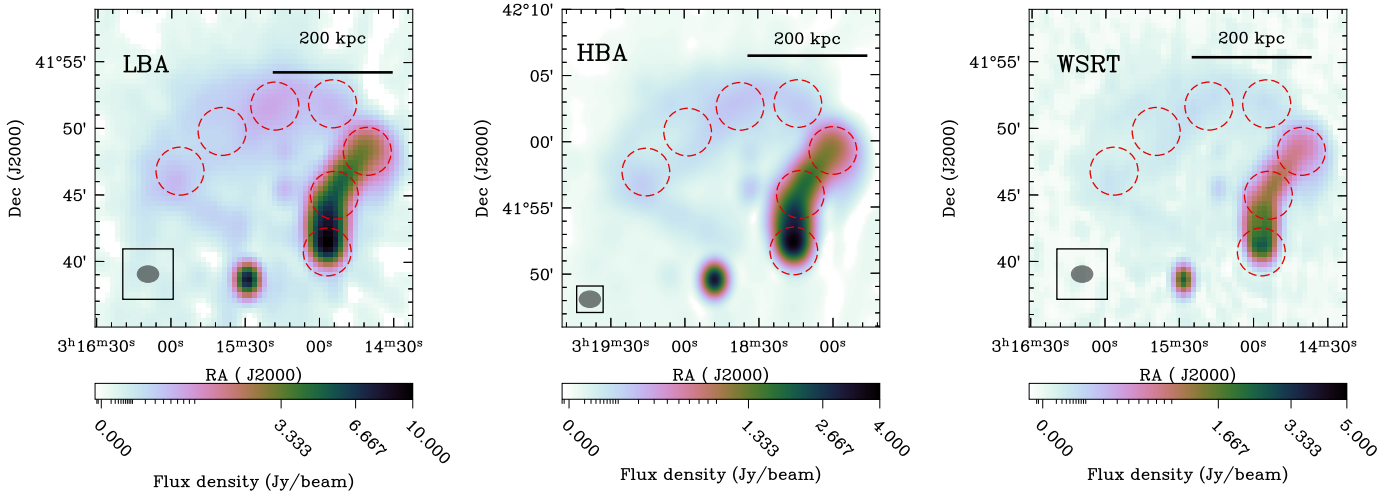 LBA
200 kpc
41°55'
50'
45'
40'
Dec (J2000)
3ʰ16ᵐ30ˢ 00ˢ 15ᵐ30ˢ 00ˢ 14ᵐ30ˢ
RA ( J2000)
0.000 3.333 6.667 10.000
Flux density (Jy/beam)
HBA
200 kpc
42°10'
05'
00'
41°55'
50'
Dec (J2000)
3ʰ19ᵐ30ˢ 00ˢ 18ᵐ30ˢ 00ˢ
RA ( J2000)
0.000 1.333 2.667 4.000
Flux density (Jy/beam)
WSRT
200 kpc
41°55'
50'
45'
40'
Dec (J2000)
3ʰ16ᵐ30ˢ 00ˢ 15ᵐ30ˢ 00ˢ 14ᵐ30ˢ
RA ( J2000)
0.000 1.667 3.333 5.000
Flux density (Jy/beam)